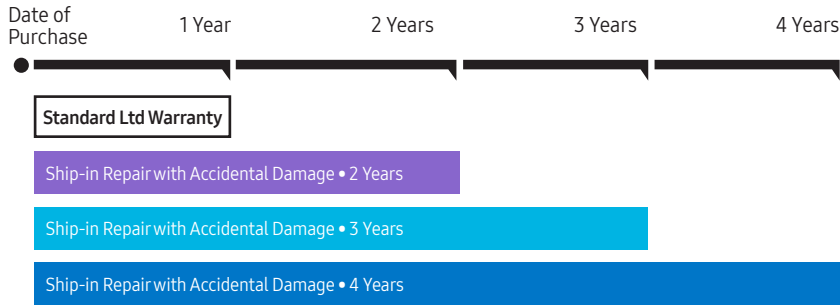 Date of
Purchase
1 Year
2 Years
3 Years
4 Years
Standard Ltd Warranty
Ship-in Repair with Accidental Damage • 2 Years
Ship-in Repair with Accidental Damage • 3 Years
Ship-in Repair with Accidental Damage • 4 Years